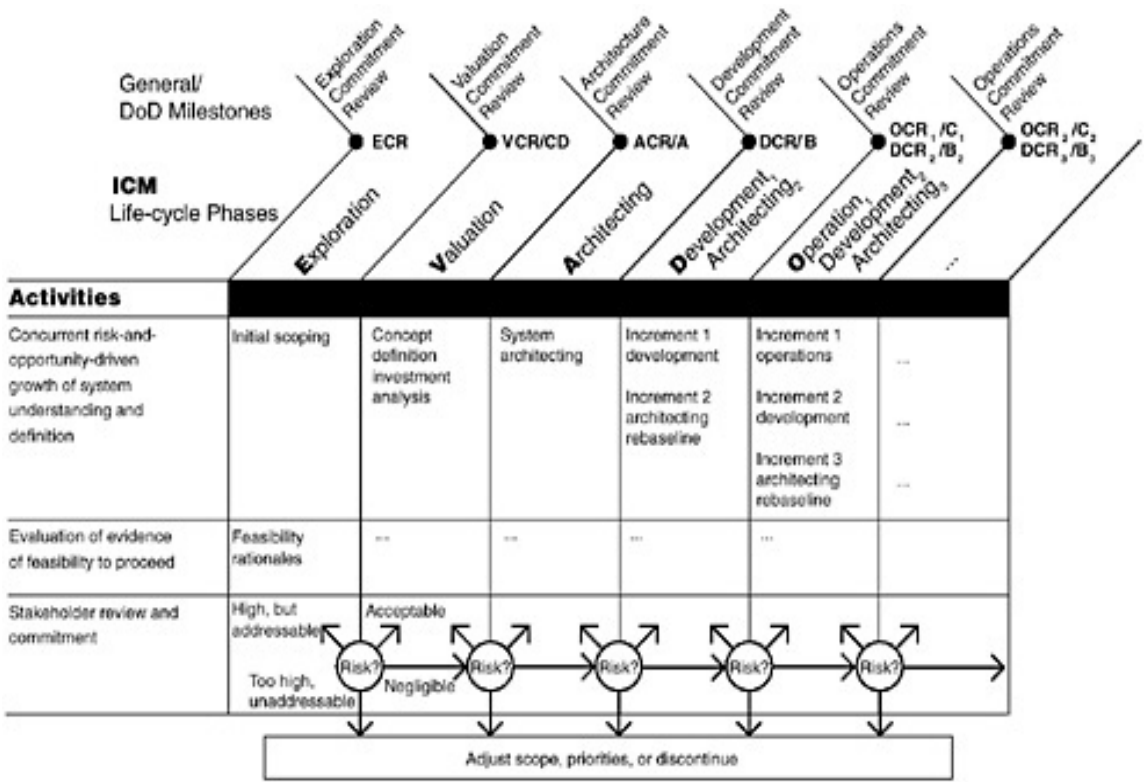 General/
DoD Milestones
Exploration
Commitment
Review
Valuation
Commitment
Review
Architecture
Commitment
Review
Development
Commitment
Review
Operations
Commitment
Review
Operations
Commitment
Review
ECR
VCR/CD
ACR/A
DCR/B
OCR₁/C₁
DCR₂/B₂
OCR₂/C₂
DCR₃/B₃
ICM
Life-cycle Phases
Exploration
Valuation
Architecting
Development₁
Architecting₂
Operation₁
Development₂
Architecting₃
...
Activities
Concurrent risk-and-
opportunity-driven
growth of system
understanding and
definition
Initial scoping
Concept
definition
investment
analysis
System
architecting
Increment 1
development
Increment 2
architecting
rebaseline
Increment 1
operations
Increment 2
development
Increment 3
architecting
rebaseline
...
...
...
Evaluation of evidence
of feasibility to proceed
Feasibility
rationales
...
...
...
...
Stakeholder review and
commitment
High, but
addressable
Acceptable
Risk?
Risk?
Risk?
Risk?
Risk?
Too high,
unaddressable
Negligible
Adjust scope, priorities, or discontinue